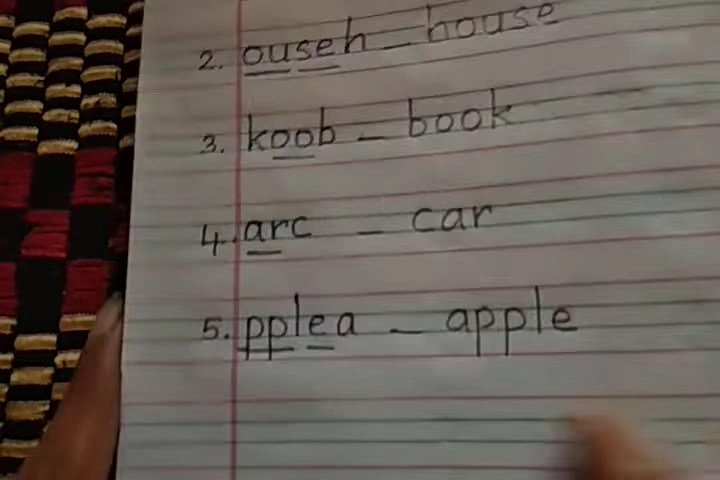 2. ouseh – house
3. koob – book
4. arc – car
5. pplea – apple